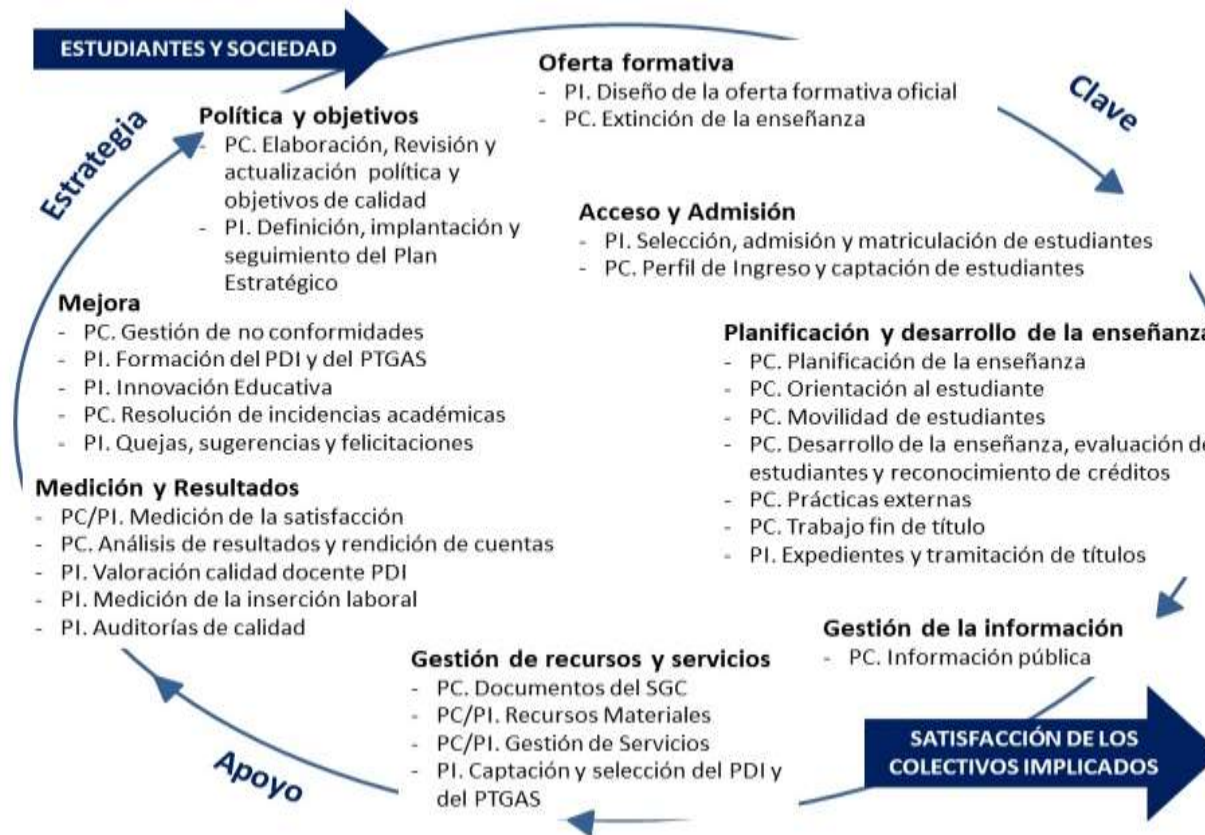 ESTUDIANTES Y SOCIEDAD
Estrategia
Política y objetivos
- PC. Elaboración, Revisión y
actualización política y
objetivos de calidad
- PI. Definición, implantación y
seguimiento del Plan
Estratégico
Oferta formativa
- PI. Diseño de la oferta formativa oficial
- PC. Extinción de la enseñanza
Clave
Acceso y Admisión
- PI. Selección, admisión y matriculación de estudiantes
- PC. Perfil de Ingreso y captación de estudiantes
Mejora
- PC. Gestión de no conformidades
- PI. Formación del PDI y del PTGAS
- PI. Innovación Educativa
- PC. Resolución de incidencias académicas
- PI. Quejas, sugerencias y felicitaciones
Planificación y desarrollo de la enseñanza
- PC. Planificación de la enseñanza
- PC. Orientación al estudiante
- PC. Movilidad de estudiantes
- PC. Desarrollo de la enseñanza, evaluación de
estudiantes y reconocimiento de créditos
- PC. Prácticas externas
- PC. Trabajo fin de título
- PI. Expedientes y tramitación de títulos
Medición y Resultados
- PC/PI. Medición de la satisfacción
- PC. Análisis de resultados y rendición de cuentas
- PI. Valoración calidad docente PDI
- PI. Medición de la inserción laboral
- PI. Auditorías de calidad
Gestión de la información
- PC. Información pública
Gestión de recursos y servicios
- PC. Documentos del SGC
- PC/PI. Recursos Materiales
- PC/PI. Gestión de Servicios
- PI. Captación y selección del PDI y
del PTGAS
Apoyo
SATISFACCIÓN DE LOS
COLECTIVOS IMPLICADOS